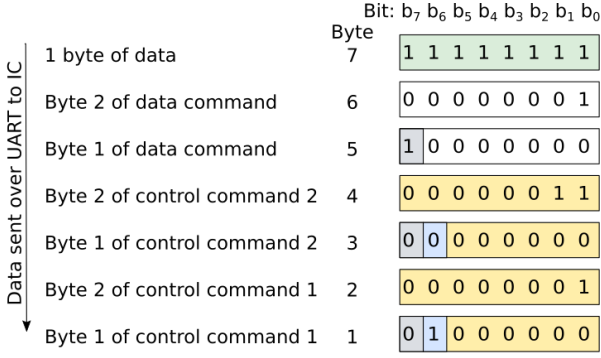 Bit: b7 b6 b5 b4 b3 b2 b1 b0
Byte
1 byte of data 7 1 1 1 1 1 1 1 1
Byte 2 of data command 6 0 0 0 0 0 0 0 1
Byte 1 of data command 5 1 0 0 0 0 0 0 0
Byte 2 of control command 2 4 0 0 0 0 0 0 1 1
Byte 1 of control command 2 3 0 0 0 0 0 0 0 0
Byte 2 of control command 1 2 0 0 0 0 0 0 0 1
Byte 1 of control command 1 1 0 1 0 0 0 0 0 0
Data sent over UART to IC